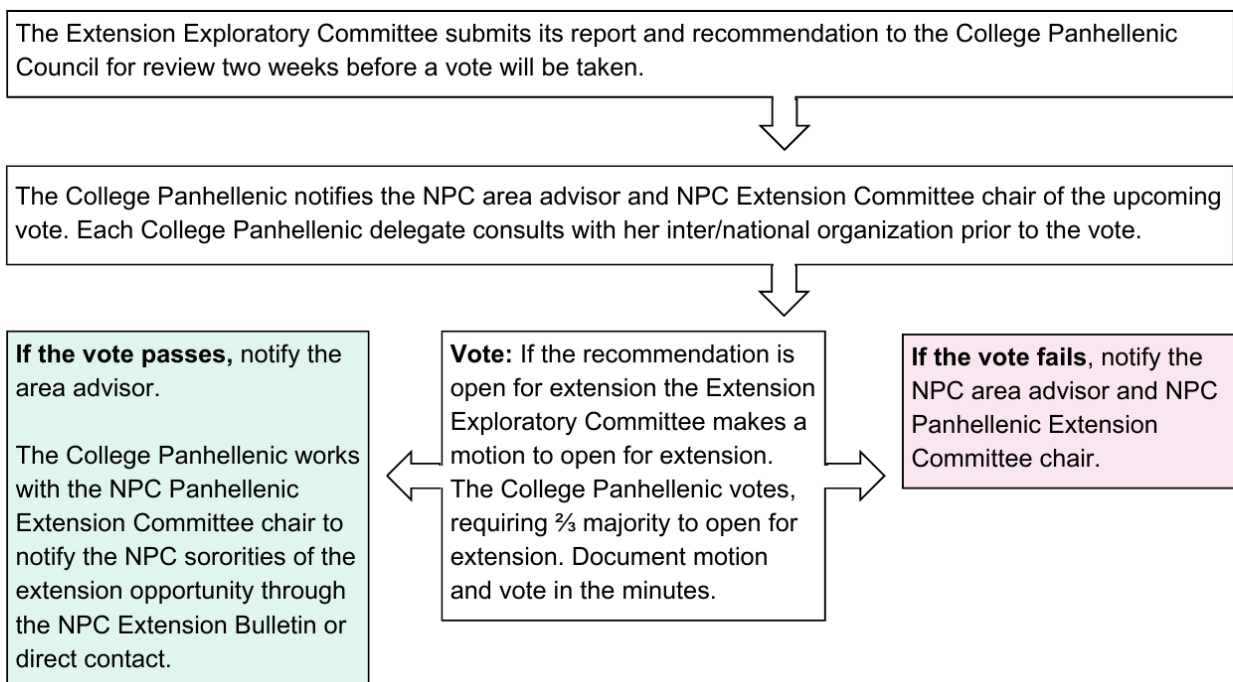 The Extension Exploratory Committee submits its report and recommendation to the College Panhellenic
Council for review two weeks before a vote will be taken.
The College Panhellenic notifies the NPC area advisor and NPC Extension Committee chair of the upcoming
vote. Each College Panhellenic delegate consults with her inter/national organization prior to the vote.
If the vote passes, notify the
area advisor.
The College Panhellenic works
with the NPC Panhellenic
Extension Committee chair to
notify the NPC sororities of the
extension opportunity through
the NPC Extension Bulletin or
direct contact.
Vote: If the recommendation is
open for extension the Extension
Exploratory Committee makes a
motion to open for extension.
The College Panhellenic votes,
requiring ⅔ majority to open for
extension. Document motion
and vote in the minutes.
If the vote fails, notify the
NPC area advisor and NPC
Panhellenic Extension
Committee chair.